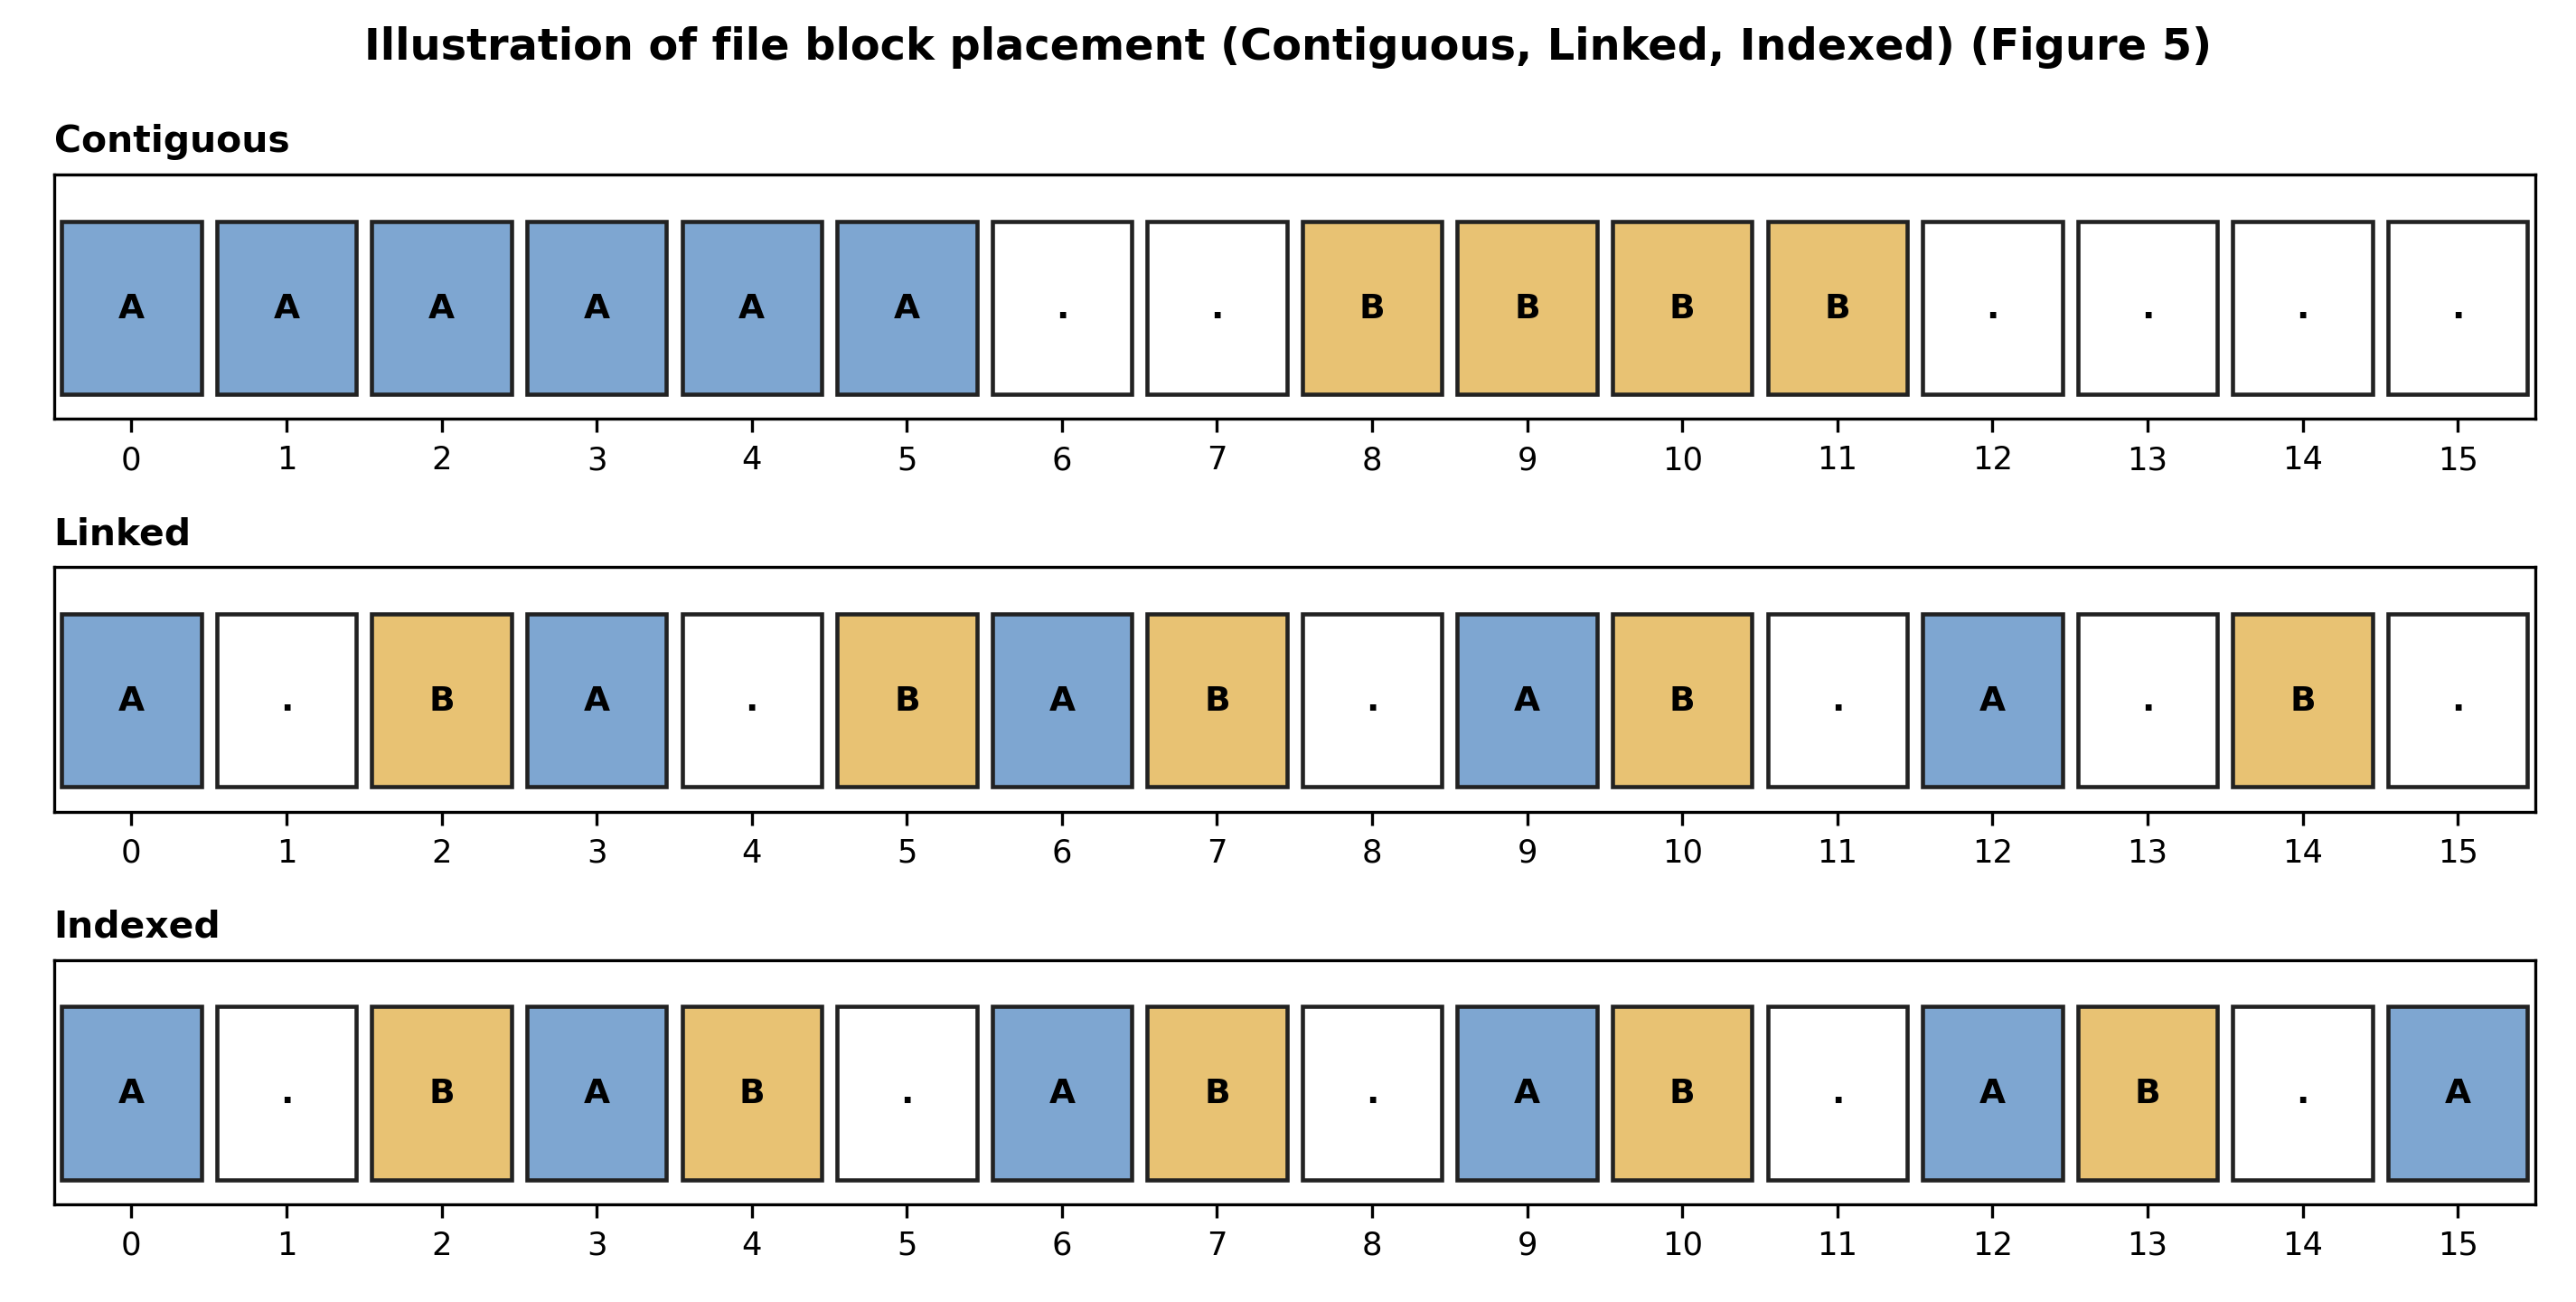 Illustration of file block placement (Contiguous, Linked, Indexed) (Figure 5)
Contiguous
A A A A A A . . B B B B . . . .
0 1 2 3 4 5 6 7 8 9 10 11 12 13 14 15
Linked
A . B A . B A B . A B . A . B .
0 1 2 3 4 5 6 7 8 9 10 11 12 13 14 15
Indexed
A . B A B . A B . A B . A B . A
0 1 2 3 4 5 6 7 8 9 10 11 12 13 14 15